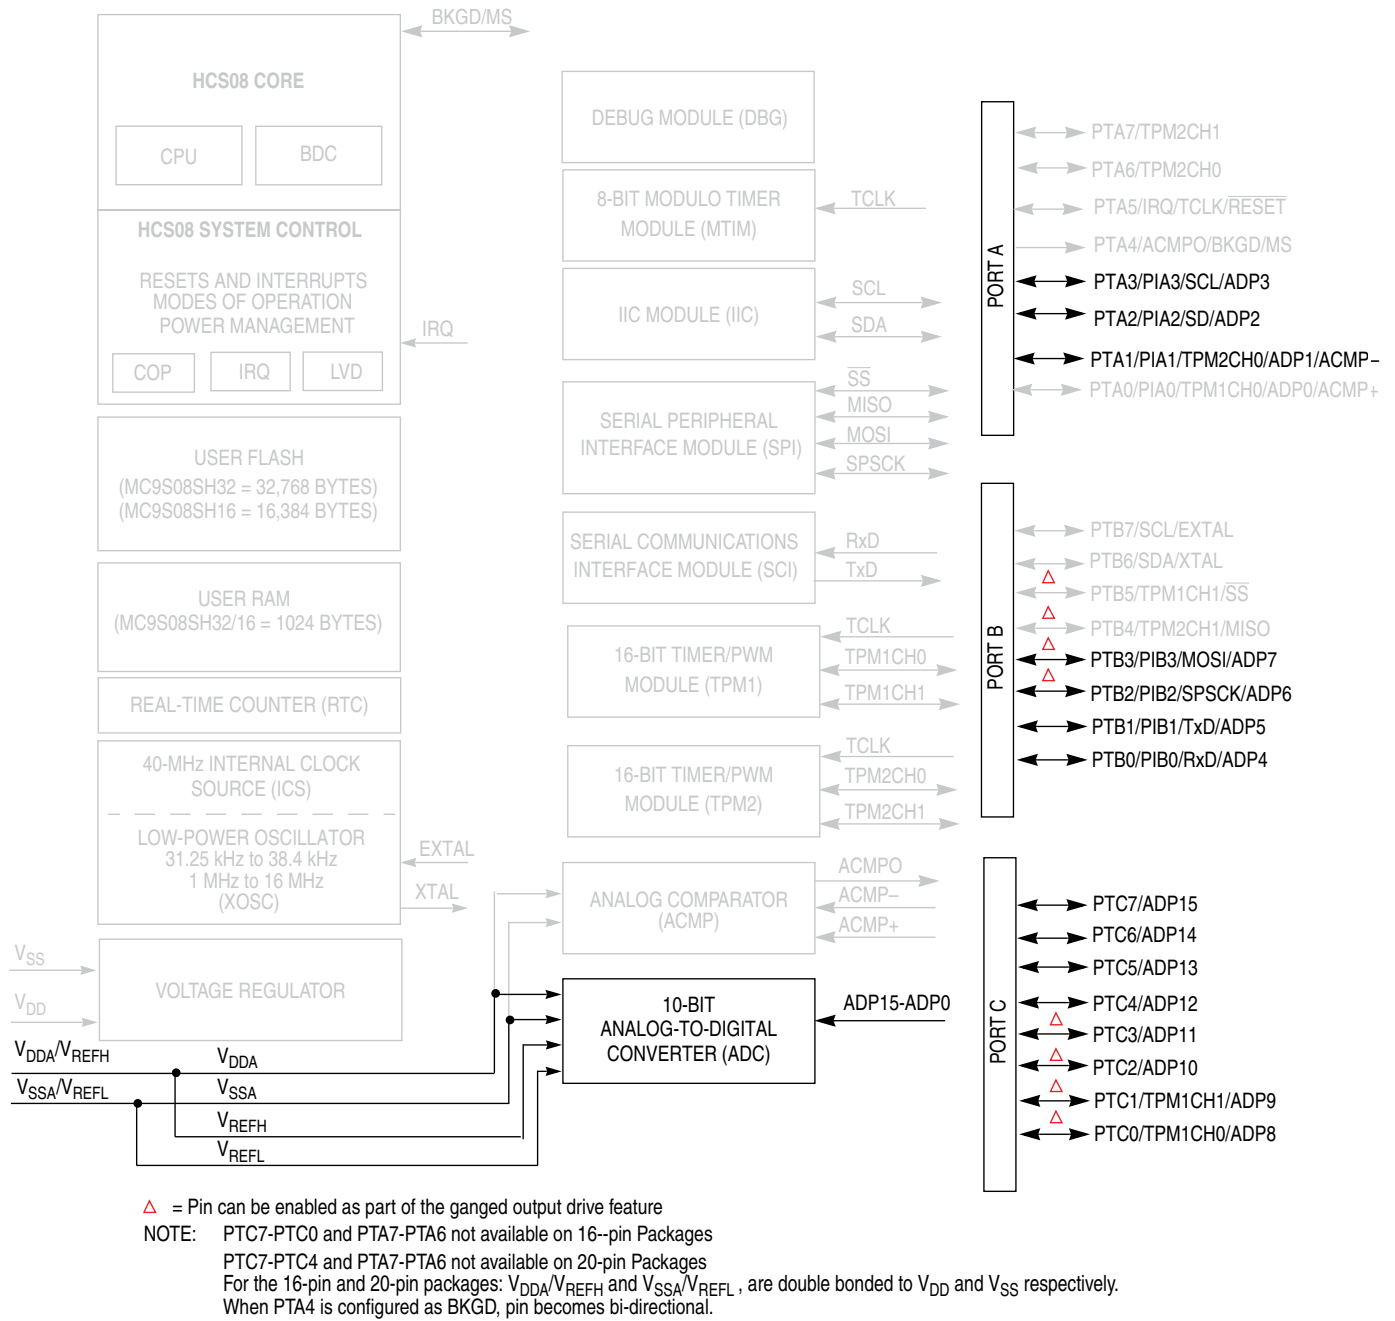 BKGD/MS
HCS08 CORE
CPU
BDC
HCS08 SYSTEM CONTROL
RESETS AND INTERRUPTS
MODES OF OPERATION
POWER MANAGEMENT
COP
IRQ
LVD
IRQ
USER FLASH
(MC9S08SH32 = 32,768 BYTES)
(MC9S08SH16 = 16,384 BYTES)
USER RAM
(MC9S08SH32/16 = 1024 BYTES)
REAL-TIME COUNTER (RTC)
40-MHz INTERNAL CLOCK
SOURCE (ICS)
LOW-POWER OSCILLATOR
31.25 kHz to 38.4 kHz
1 MHz to 16 MHz
(XOSC)
EXTAL
XTAL
VSS
VDD
VOLTAGE REGULATOR
VDDA/VREFH
VDDA
VSSA/VREFL
VSSA
VREFH
VREFL
DEBUG MODULE (DBG)
8-BIT MODULO TIMER
MODULE (MTIM)
TCLK
IIC MODULE (IIC)
SCL
SDA
SERIAL PERIPHERAL
INTERFACE MODULE (SPI)
SS
MISO
MOSI
SPSCK
SERIAL COMMUNICATIONS
INTERFACE MODULE (SCI)
RxD
TxD
16-BIT TIMER/PWM
MODULE (TPM1)
TCLK
TPM1CH0
TPM1CH1
16-BIT TIMER/PWM
MODULE (TPM2)
TCLK
TPM2CH0
TPM2CH1
ANALOG COMPARATOR
(ACMP)
ACMPO
ACMP–
ACMP+
10-BIT
ANALOG-TO-DIGITAL
CONVERTER (ADC)
ADP15-ADP0
PORT A
PTA7/TPM2CH1
PTA6/TPM2CH0
PTA5/IRQ/TCLK/RESET
PTA4/ACMPO/BKGD/MS
PTA3/PIA3/SCL/ADP3
PTA2/PIA2/SD/ADP2
PTA1/PIA1/TPM2CH0/ADP1/ACMP–
PTA0/PIA0/TPM1CH0/ADP0/ACMP+
PORT B
PTB7/SCL/EXTAL
PTB6/SDA/XTAL
PTB5/TPM1CH1/SS
PTB4/TPM2CH1/MISO
PTB3/PIB3/MOSI/ADP7
PTB2/PIB2/SPSCK/ADP6
PTB1/PIB1/TxD/ADP5
PTB0/PIB0/RxD/ADP4
PORT C
PTC7/ADP15
PTC6/ADP14
PTC5/ADP13
PTC4/ADP12
PTC3/ADP11
PTC2/ADP10
PTC1/TPM1CH1/ADP9
PTC0/TPM1CH0/ADP8
Δ = Pin can be enabled as part of the ganged output drive feature
NOTE: PTC7-PTC0 and PTA7-PTA6 not available on 16--pin Packages
PTC7-PTC4 and PTA7-PTA6 not available on 20-pin Packages
For the 16-pin and 20-pin packages: VDDA/VREFH and VSSA/VREFL , are double bonded to VDD and VSS respectively.
When PTA4 is configured as BKGD, pin becomes bi-directional.